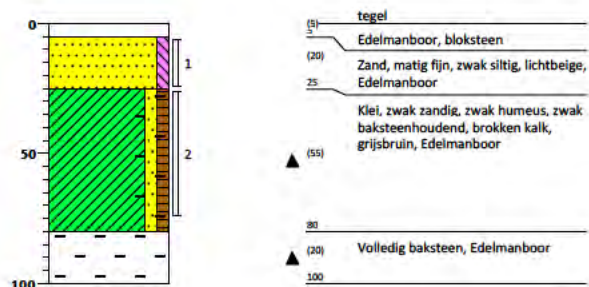 0
50
100
1
2
tegel
(5)
5
Edelmanboor, bloksteen
(20)
Zand, matig fijn, zwak siltig, lichtbeige,
Edelmanboor
25
Klei, zwak zandig, zwak humeus, zwak
baksteenhoudend, brokken kalk,
grijsbruin, Edelmanboor
(55)
80
(20)
Volledig baksteen, Edelmanboor
100